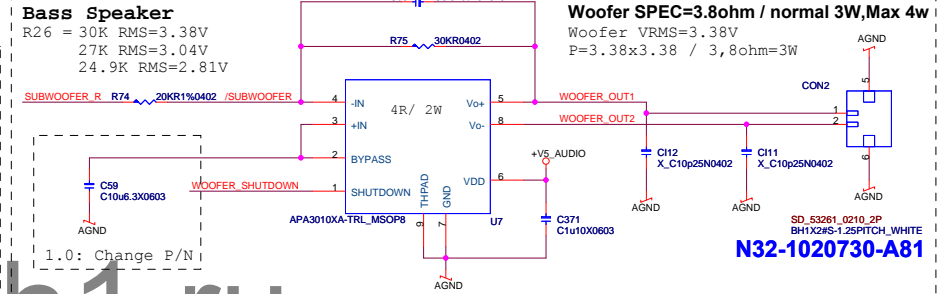 Bass Speaker
R26 = 30K RMS=3.38V
27K RMS=3.04V
24.9K RMS=2.81V
Woofer SPEC=3.8ohm / normal 3W,Max 4w
Woofer VRMS=3.38V
P=3.38x3.38 / 3,8ohm=3W
R75 30KR0402
AGND
CON2
5
SUBWOOFER_R R74 20KR1%0402 /SUBWOOFER
4 -IN
4R/ 2W
Vo+ 5 WOOFER_OUT1
1
3 +IN
Vo- 8 WOOFER_OUT2
2
2 BYPASS
+V5_AUDIO
CI12
X_C10p25N0402
CI11
X_C10p25N0402
6
C59
C10u6.3X0603
WOOFER_SHUTDOWN 1 SHUTDOWN
THPAD
GND
VDD 6
AGND
AGND
AGND
AGND
APA3010XA-TRL_MSOP8
9
7
U7
C371
C1u10X0603
SD_53261_0210_2P
BH1X2#S-1.25PITCH_WHITE
N32-1020730-A81
1.0: Change P/N
AGND